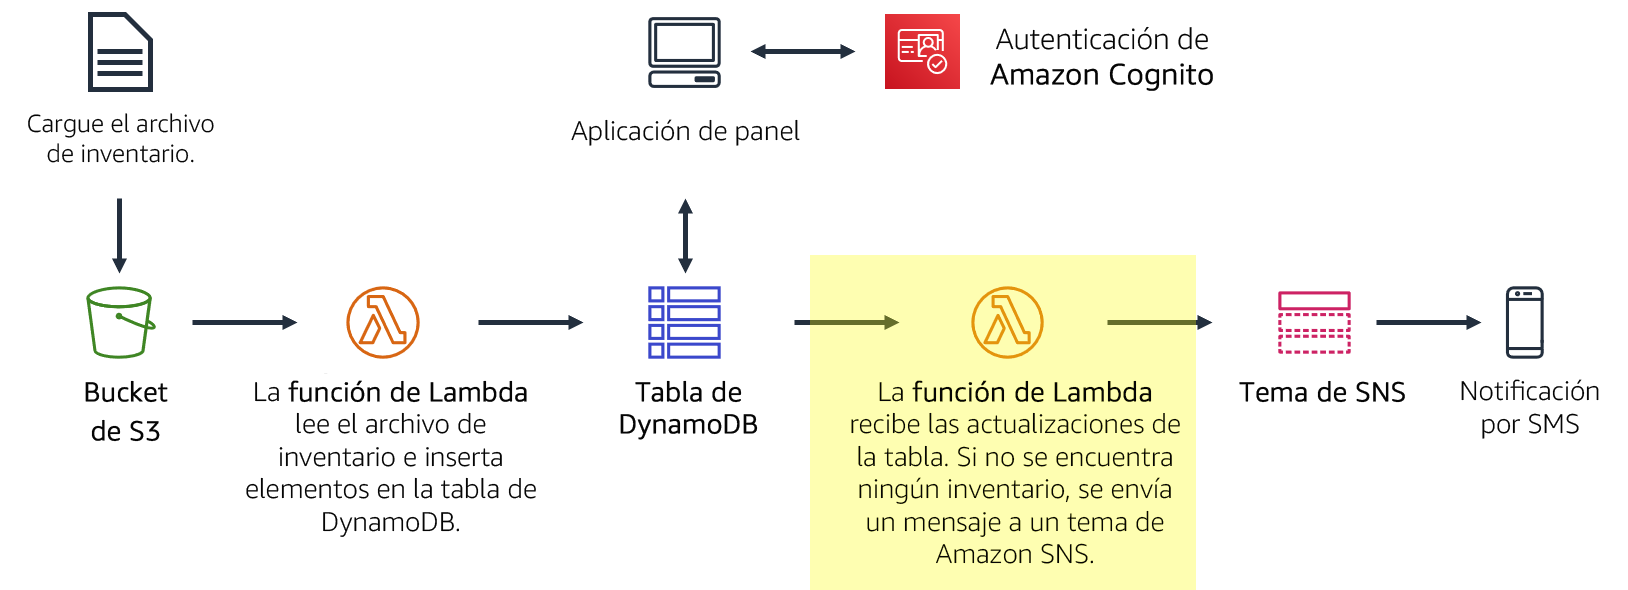 Cargue el archivo
de inventario.
Aplicación de panel
Autenticación de
Amazon Cognito
Bucket
de S3
La función de Lambda
lee el archivo de
inventario e inserta
elementos en la tabla de
DynamoDB.
Tabla de
DynamoDB
La función de Lambda
recibe las actualizaciones de
la tabla. Si no se encuentra
ningún inventario, se envía
un mensaje a un tema de
Amazon SNS.
Tema de SNS
Notificación
por SMS